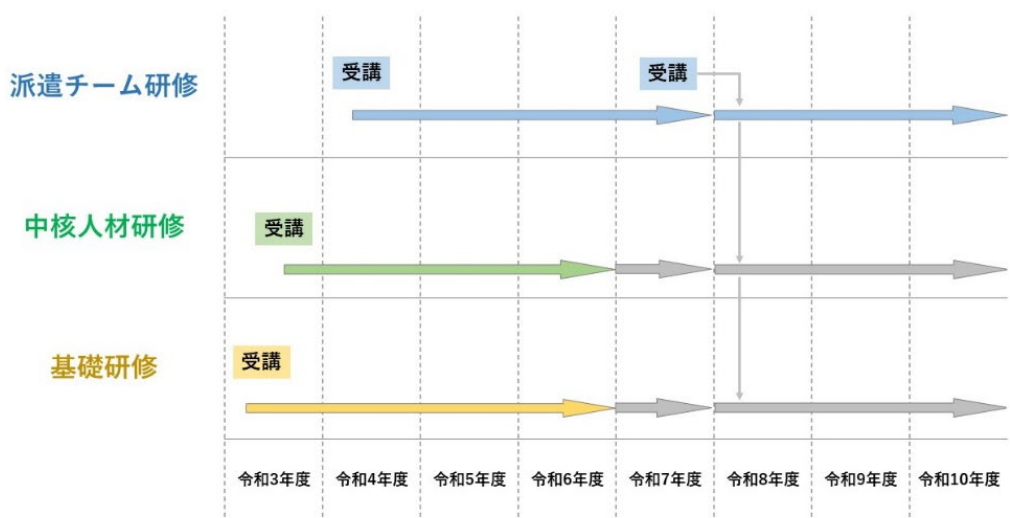 派遣チーム研修
受講
受講
中核人材研修
受講
基礎研修
受講
令和3年度 令和4年度 令和5年度 令和6年度 令和7年度 令和8年度 令和9年度 令和10年度